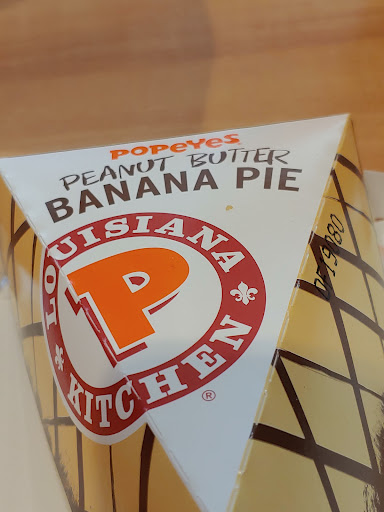 POPEYES
PEANUT BUTTER
BANANA PIE
LOUISIANA
P
KITCHEN
®